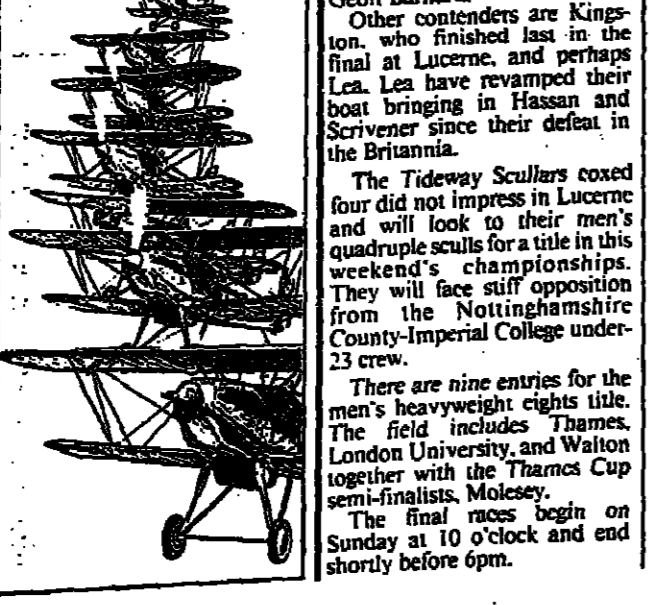 Other contenders are Kings-
ton, who finished last in the
final at Lucerne, and perhaps
Lea. Lea have revamped their
boat bringing in Hassan and
Scrivener since their defeat in
the Britannia.
The Tideway Scullers coxed
four did not impress in Lucerne
and will look to their men's
quadruple sculls for a title in this
weekend's championships.
They will face stiff opposition
from the Nottinghamshire
County-Imperial College under-
23 crew.
There are nine entries for the
men's heavyweight eights title.
The field includes Thames,
London University, and Walton
together with the Thames Cup
semi-finalists, Molesey.
The final races begin on
Sunday at 10 o'clock and end
shortly before 6pm.